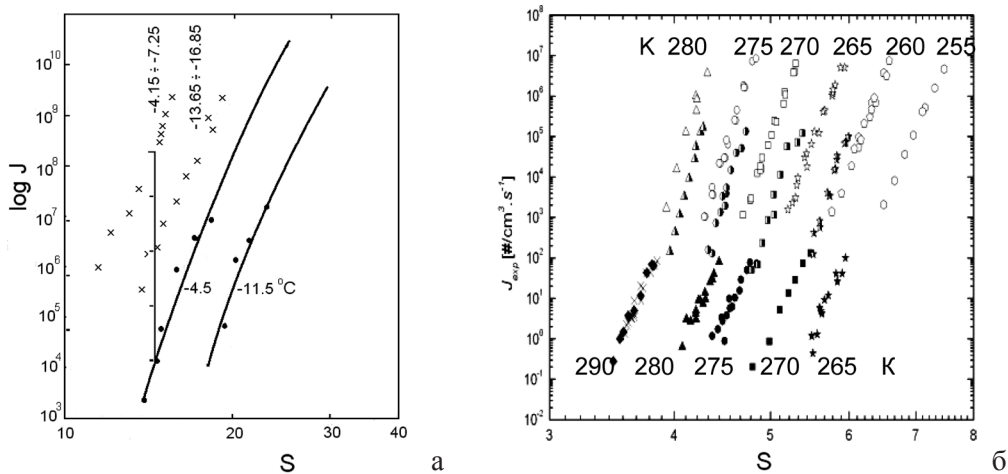 a
log J
10¹⁰
10⁹
10⁸
10⁷
10⁶
10⁵
10⁴
10³
10
20
30
40
S
-4.15 ÷ -7.25
-13.65 ÷ -16.85
-4.5
-11.5 °C
а
б
J_exp [#/cm³.s⁻¹]
10⁸
10⁷
10⁶
10⁵
10⁴
10³
10²
10¹
10⁰
10⁻¹
10⁻²
3
4
5
6
7
8
S
К 280 275 270 265 260 255
290 280 275 270 265 К
б